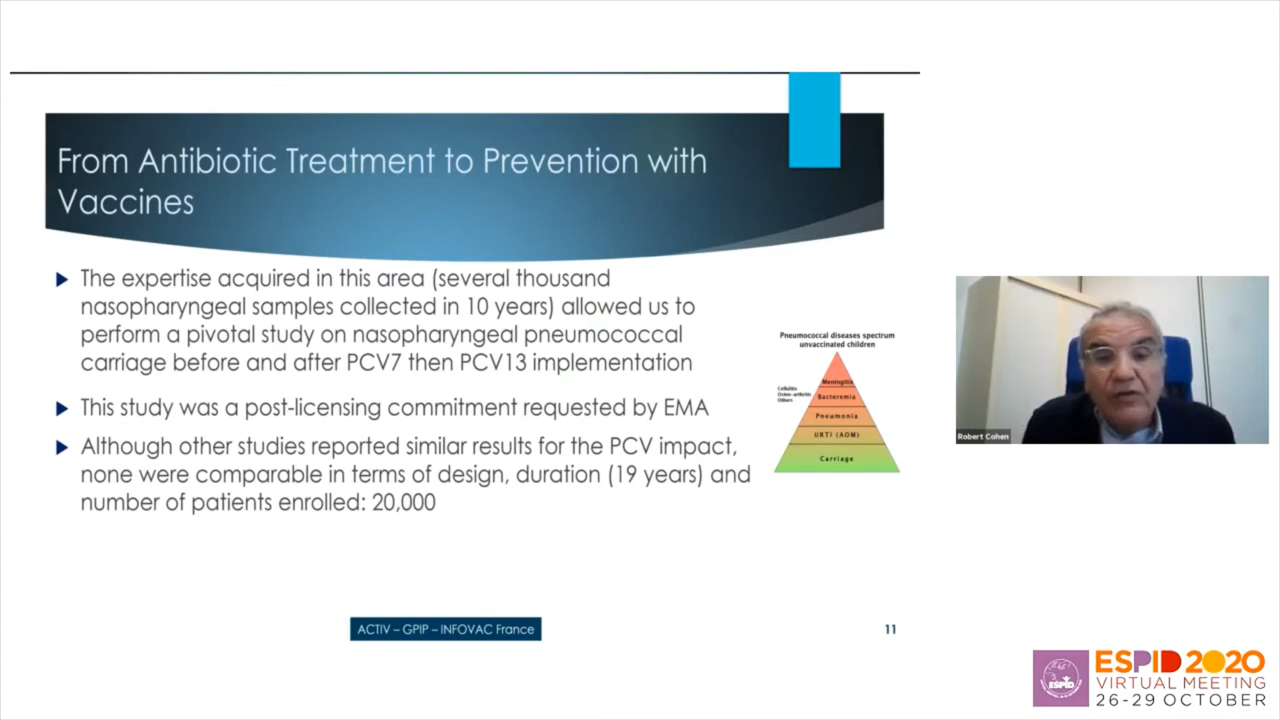 From Antibiotic Treatment to Prevention with
Vaccines
The expertise acquired in this area (several thousand
nasopharyngeal samples collected in 10 years) allowed us to
perform a pivotal study on nasopharyngeal pneumococcal
carriage before and after PCV7 then PCV13 implementation
This study was a post-licensing commitment requested by EMA
Although other studies reported similar results for the PCV impact,
none were comparable in terms of design, duration (19 years) and
number of patients enrolled: 20,000
Pneumococcal diseases spectrum
unvaccinated children
Cellulitis
Osteo-arthritis
Others
Meningitis
Bacteremia
Pneumonia
URTI (AOM)
Carriage
Robert Cohen
ACTIV – GPIP – INFOVAC France
11
ESPID
ESPID 2020
VIRTUAL MEETING
26-29 OCTOBER